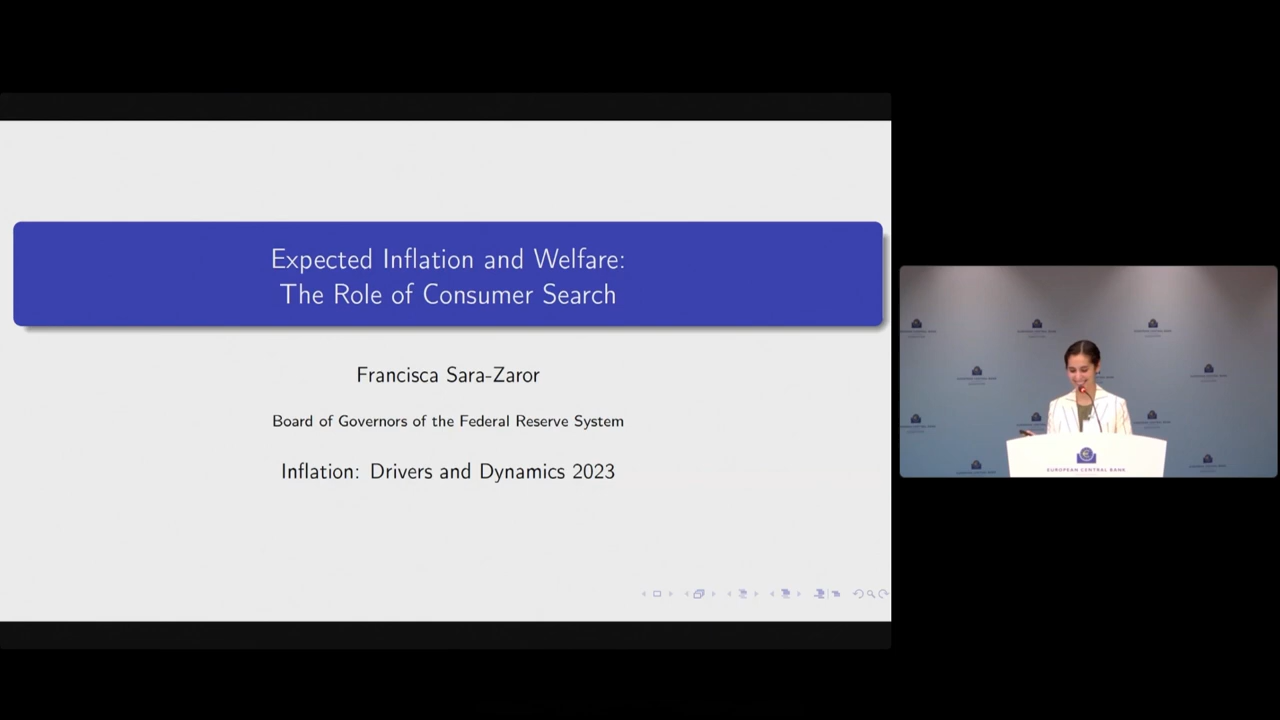 Expected Inflation and Welfare:
The Role of Consumer Search
Francisca Sara-Zaror
Board of Governors of the Federal Reserve System
Inflation: Drivers and Dynamics 2023
EUROPEAN CENTRAL BANK